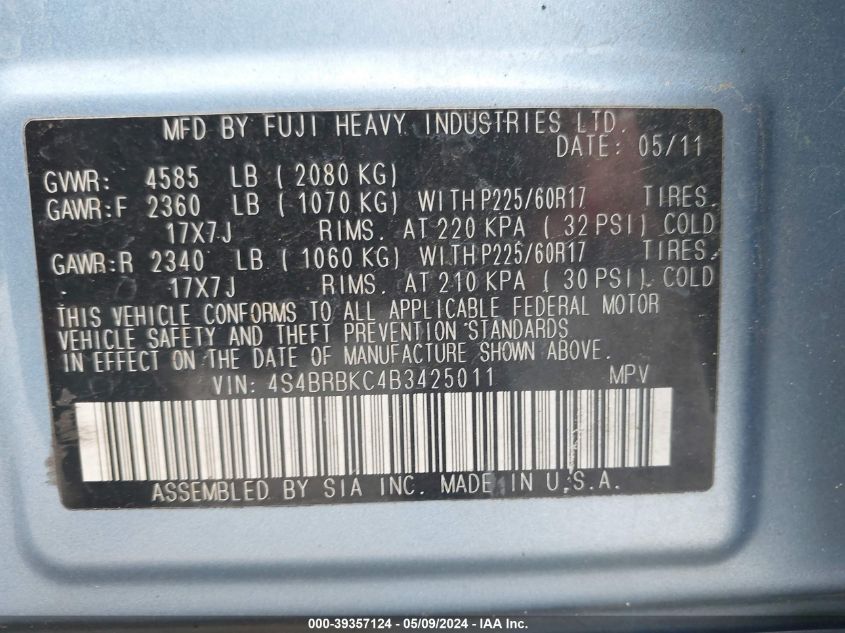 MFD BY FUJI HEAVY INDUSTRIES LTD.
DATE: 05/11
GVWR: 4585 LB ( 2080 KG)
GAWR:F 2360 LB ( 1070 KG) WITH P225/60R17 TIRES.
17X7J RIMS. AT 220 KPA ( 32 PSI) COLD
GAWR:R 2340 LB ( 1060 KG) WITH P225/60R17 TIRES.
17X7J RIMS. AT 210 KPA ( 30 PSI). COLD
THIS VEHICLE CONFORMS TO ALL APPLICABLE FEDERAL MOTOR
VEHICLE SAFETY AND THEFT PREVENTION STANDARDS
IN EFFECT ON THE DATE OF MANUFACTURE SHOWN ABOVE.
VIN: 4S4BRBKC4B3425011 MPV
ASSEMBLED BY SIA INC. MADE IN U.S.A.
000-39357124 - 05/09/2024 - IAA Inc.